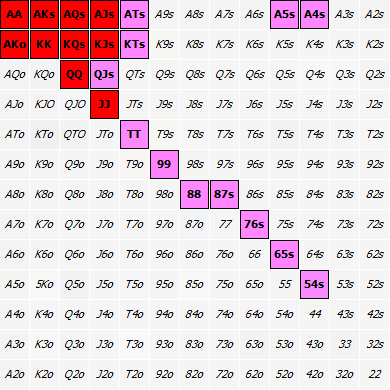 AA AKs AQs AJs ATs A9s A8s A7s A6s A5s A4s A3s A2s
AKo KK KQs KJs KTs K9s K8s K7s K6s K5s K4s K3s K2s
AQo KQo QQ QJs QTs Q9s Q8s Q7s Q6s Q5s Q4s Q3s Q2s
AJo KJO QJO JJ JTs J9s J8s J7s J6s J5s J4s J3s J2s
ATo KTo QTO JTo TT T9s T8s T7s T6s T5s T4s T3s T2s
A9o K9o Q9o J9o T9o 99 98s 97s 96s 95s 94s 93s 92s
A8o K8o Q8o J8o T8o 98o 88 87s 86s 85s 84s 83s 82s
A7o K7o Q7o J7o T7o 97o 87o 77 76s 75s 74s 73s 72s
A6o K6o Q6o J6o T6o 96o 86o 76o 66 65s 64s 63s 62s
A5o 5Ko Q5o J5o T5o 95o 85o 75o 65o 55 54s 53s 52s
A4o K4o Q4o J4o T4o 94o 84o 74o 64o 54o 44 43s 42s
A3o K3o Q3o J3o T3o 93o 83o 73o 63o 53o 43o 33 32s
A2o K2o Q2o J2o T2o 92o 82o 72o 62o 52o 42o 32o 22